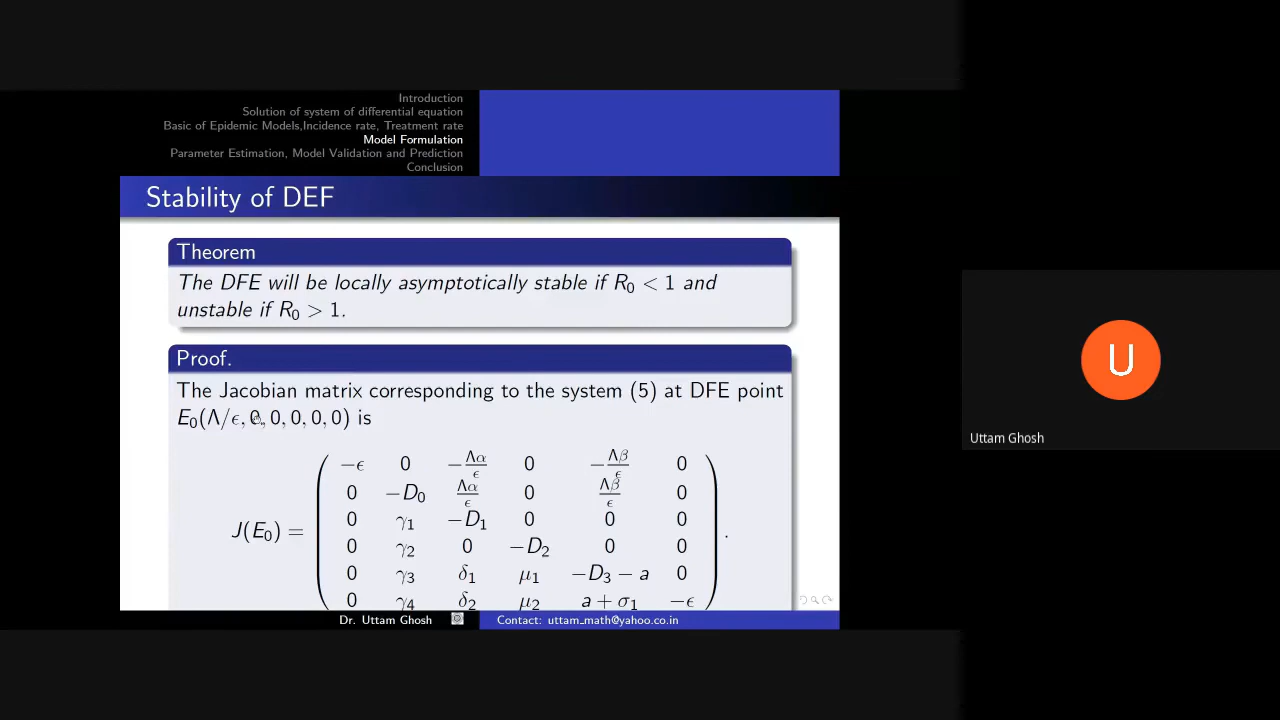 Introduction
Solution of system of differential equation
Basic of Epidemic Models,Incidence rate, Treatment rate
Model Formulation
Parameter Estimation, Model Validation and Prediction
Conclusion
Stability of DEF
Theorem
The DFE will be locally asymptotically stable if R₀ < 1 and
unstable if R₀ > 1.
Proof.
The Jacobian matrix corresponding to the system (5) at DFE point
E₀(Λ/ϵ, 0, 0, 0, 0, 0) is
−ϵ 0 −Λα/ϵ 0 −Λβ/ϵ 0
0 −D₀ Λα/ϵ 0 Λβ/ϵ 0
0 γ₁ −D₁ 0 0 0
J(E₀) = .
0 γ₂ 0 −D₂ 0 0
0 γ₃ δ₁ μ₁ −D₃ − a 0
0 γ₄ δ₂ μ₂ a + σ₁ −ϵ
Dr. Uttam Ghosh Contact: uttam_math@yahoo.co.in
U
Uttam Ghosh